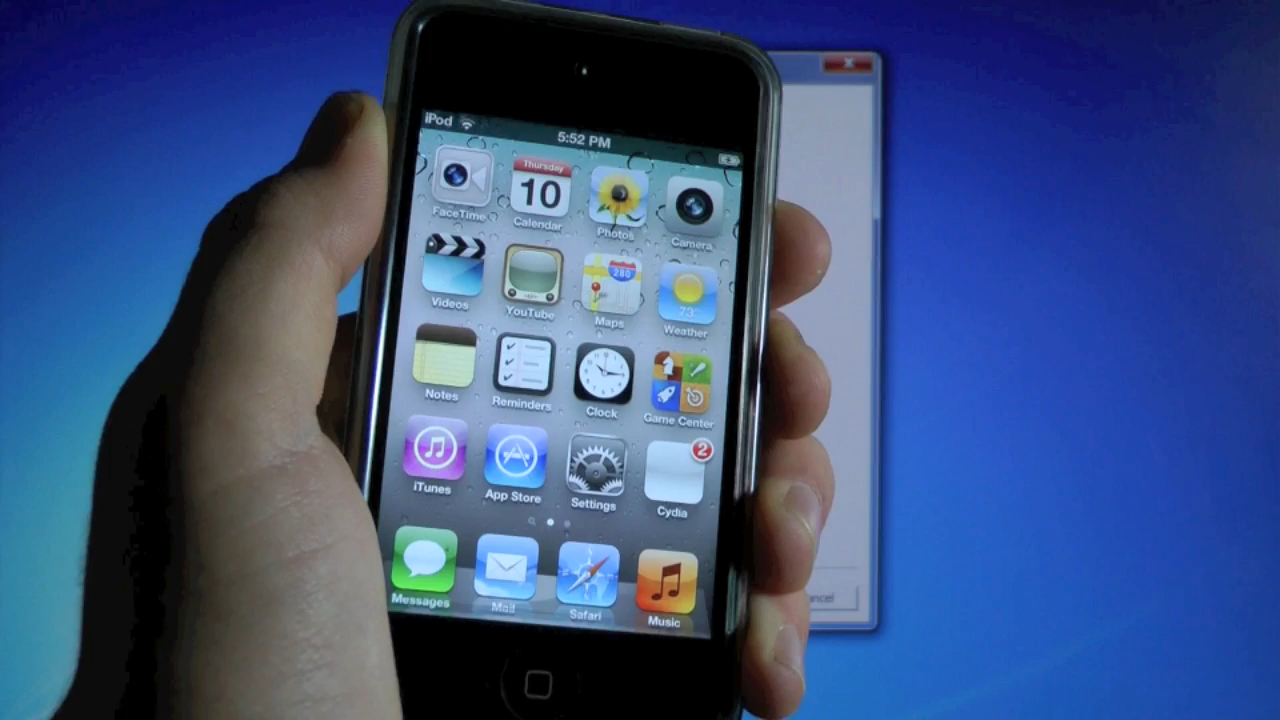 iPod
5:52 PM
Thursday
10
FaceTime
Calendar
Photos
Camera
280
73°
Videos
YouTube
Maps
Weather
Notes
Reminders
Clock
Game Center
2
iTunes
App Store
Settings
Cydia
Messages
Mail
Safari
Music